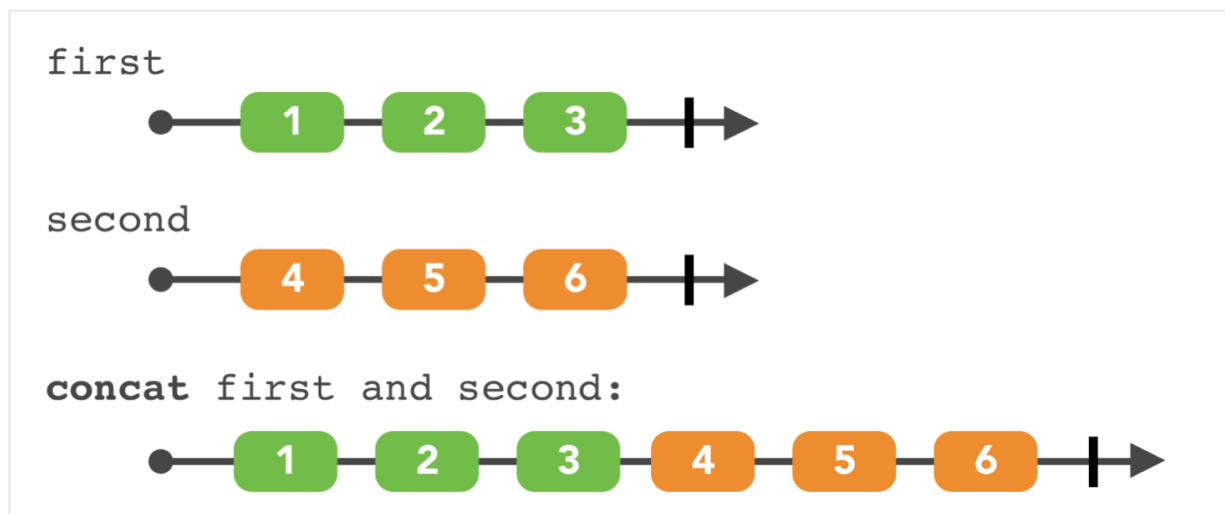 first
1 2 3
second
4 5 6
concat first and second:
1 2 3 4 5 6